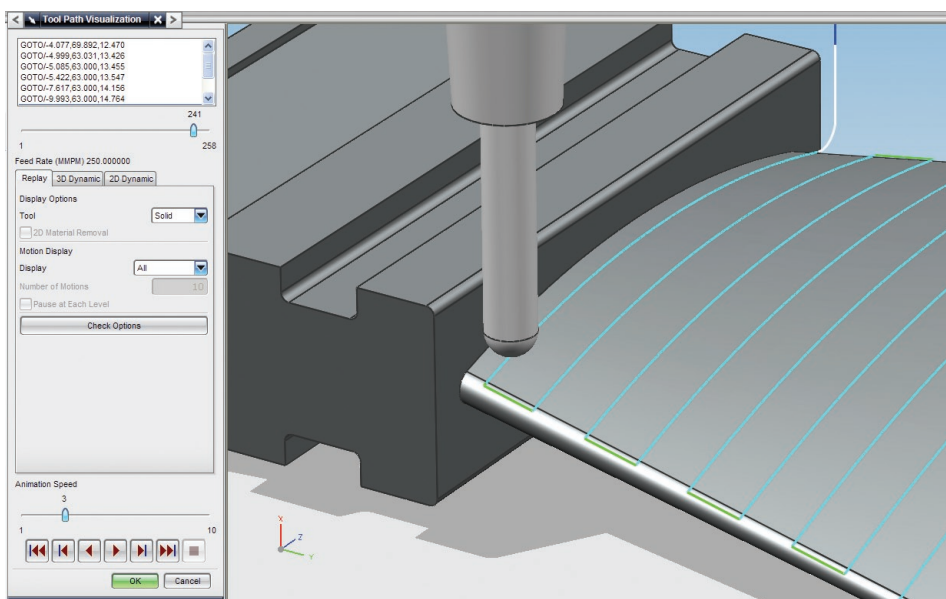 Tool Path Visualization
GOTO/-4.077,69.892,12.470
GOTO/-4.999,63.031,13.426
GOTO/-5.085,63.000,13.455
GOTO/-5.422,63.000,13.547
GOTO/-7.617,63.000,14.156
GOTO/-9.993,63.000,14.764
241
1 258
Feed Rate (MMPM) 250.000000
Replay 3D Dynamic 2D Dynamic
Display Options
Tool Solid
2D Material Removal
Motion Display
Display All
Number of Motions 10
Pause at Each Level
Check Options
Animation Speed
3
1 10
OK Cancel
X
Z
Y